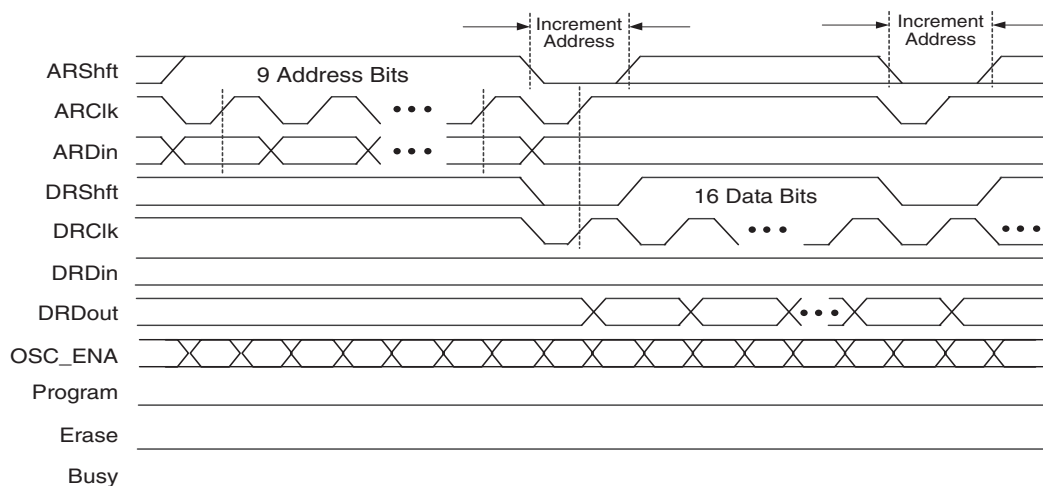 Increment
Address
Increment
Address
ARShft
9 Address Bits
ARClk
ARDin
DRShft
16 Data Bits
DRClk
DRDin
DRDout
OSC_ENA
Program
Erase
Busy